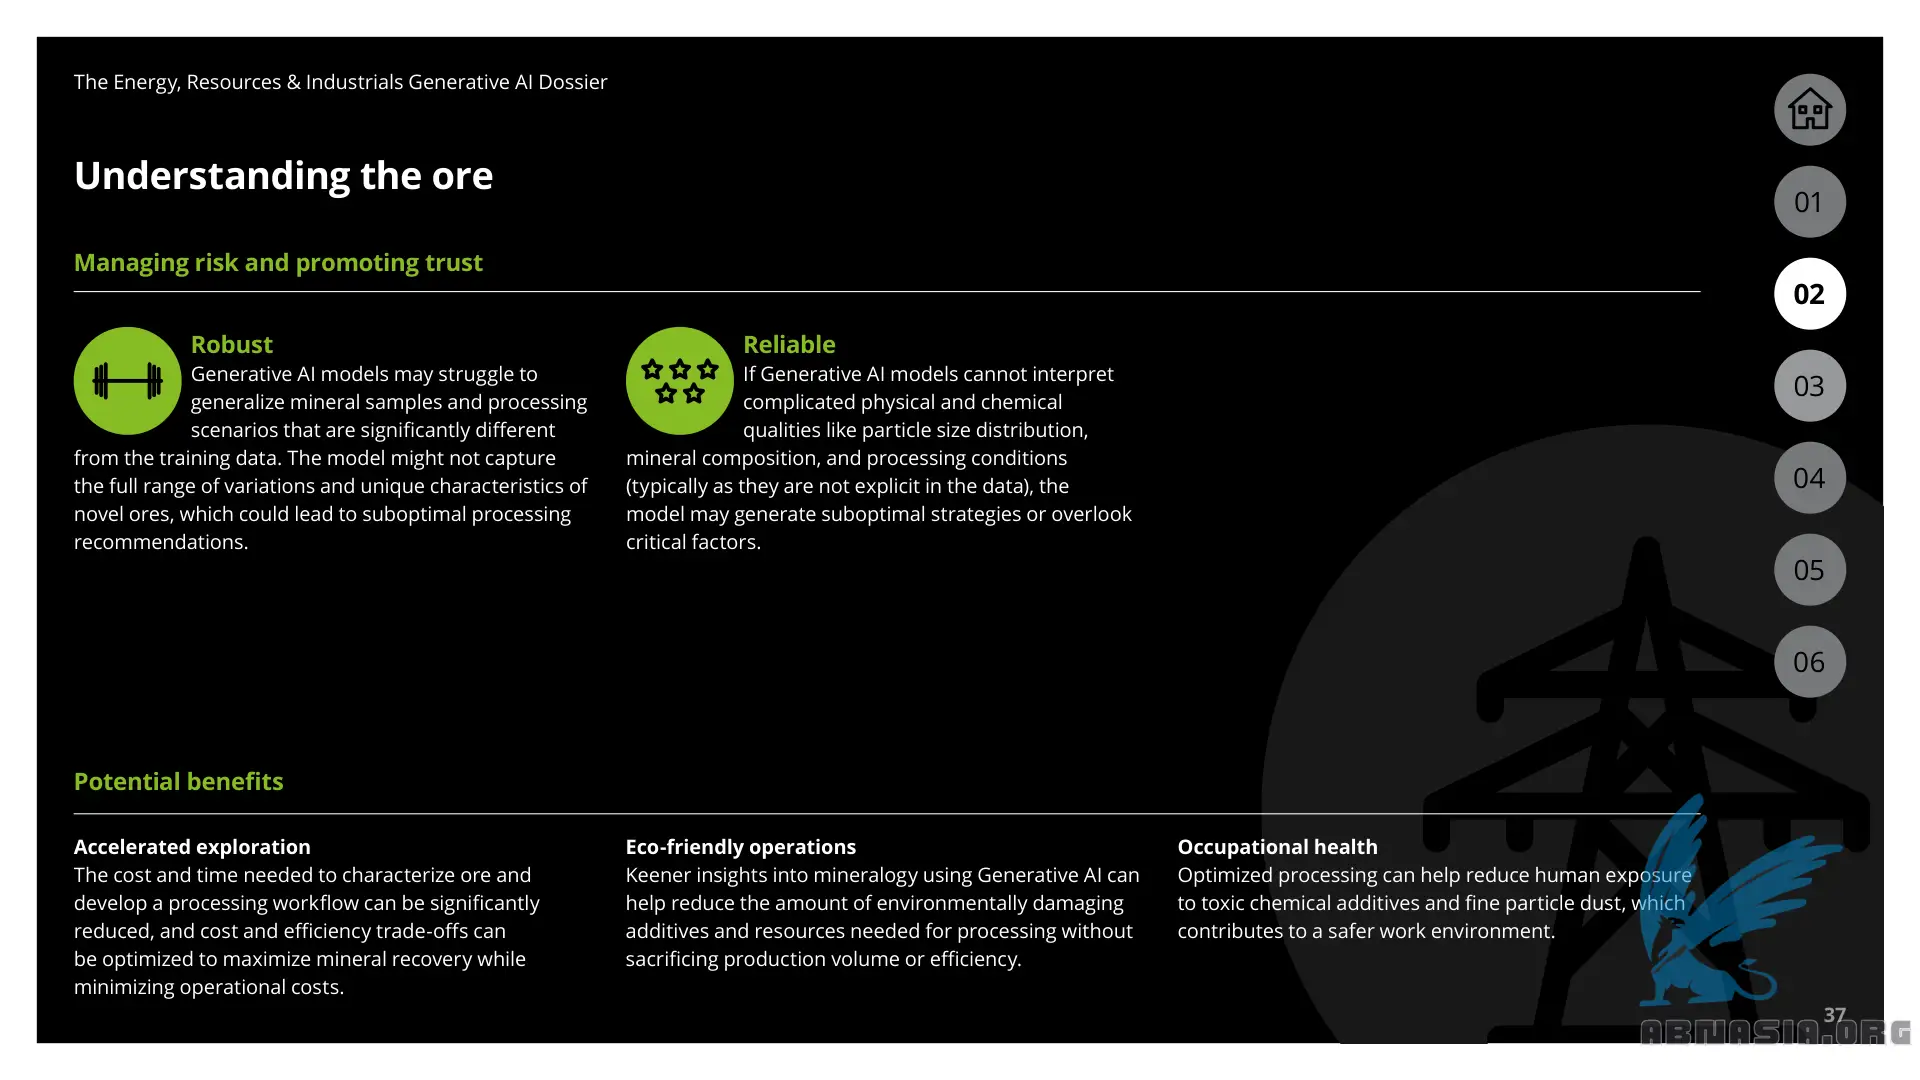 The Energy, Resources & Industrials Generative AI Dossier
Understanding the ore
Managing risk and promoting trust
Robust
Generative AI models may struggle to
generalize mineral samples and processing
scenarios that are significantly different
from the training data. The model might not capture
the full range of variations and unique characteristics of
novel ores, which could lead to suboptimal processing
recommendations.
Reliable
If Generative AI models cannot interpret
complicated physical and chemical
qualities like particle size distribution,
mineral composition, and processing conditions
(typically as they are not explicit in the data), the
model may generate suboptimal strategies or overlook
critical factors.
Potential benefits
Accelerated exploration
The cost and time needed to characterize ore and
develop a processing workflow can be significantly
reduced, and cost and efficiency trade-offs can
be optimized to maximize mineral recovery while
minimizing operational costs.
Eco-friendly operations
Keener insights into mineralogy using Generative AI can
help reduce the amount of environmentally damaging
additives and resources needed for processing without
sacrificing production volume or efficiency.
Occupational health
Optimized processing can help reduce human exposure
to toxic chemical additives and fine particle dust, which
contributes to a safer work environment.
01
02
03
04
05
06
37
ABMASIA.ORG